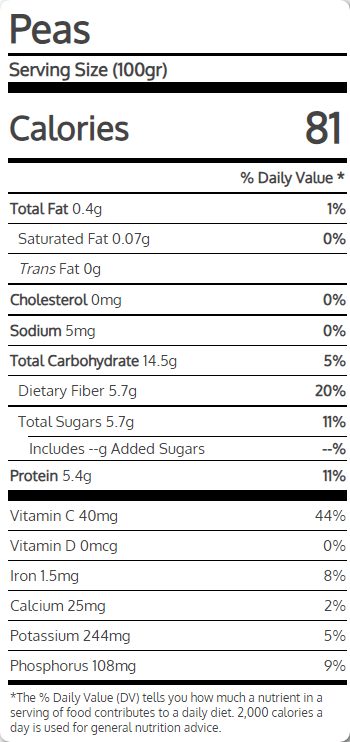 Peas
Serving Size (100gr)
Calories 81
% Daily Value *
Total Fat 0.4g 1%
Saturated Fat 0.07g 0%
Trans Fat 0g
Cholesterol 0mg 0%
Sodium 5mg 0%
Total Carbohydrate 14.5g 5%
Dietary Fiber 5.7g 20%
Total Sugars 5.7g 11%
Includes --g Added Sugars --%
Protein 5.4g 11%
Vitamin C 40mg 44%
Vitamin D 0mcg 0%
Iron 1.5mg 8%
Calcium 25mg 2%
Potassium 244mg 5%
Phosphorus 108mg 9%
*The % Daily Value (DV) tells you how much a nutrient in a
serving of food contributes to a daily diet. 2,000 calories a
day is used for general nutrition advice.